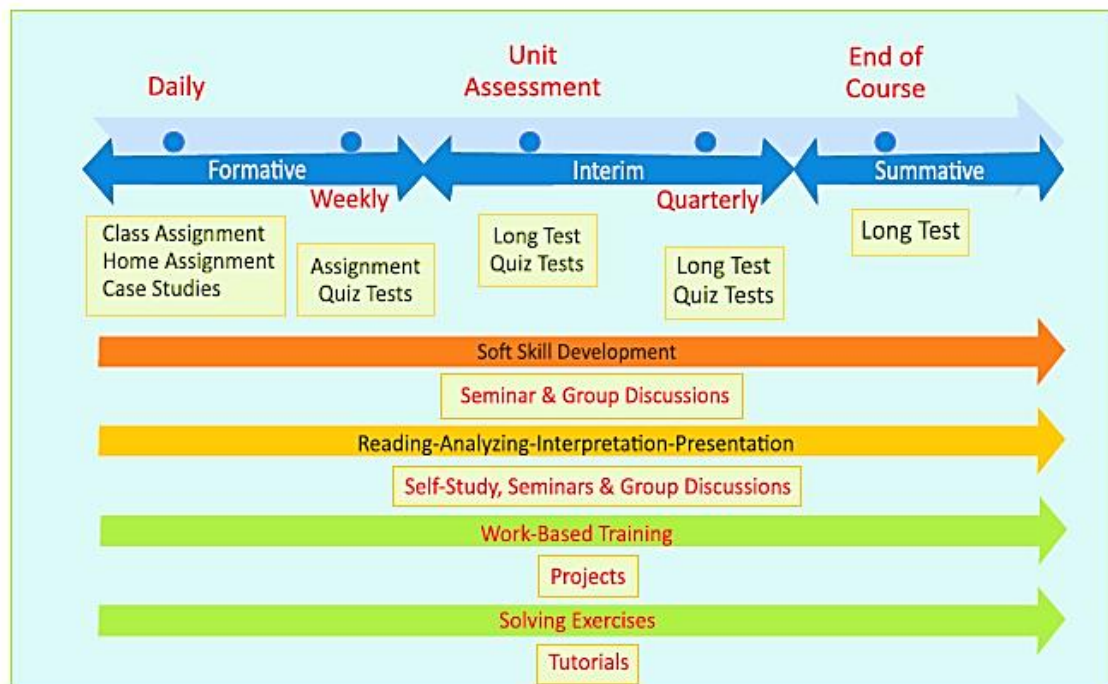 Daily
Unit
Assessment
End of
Course
Formative
Interim
Summative
Weekly
Quarterly
Class Assignment
Home Assignment
Case Studies
Assignment
Quiz Tests
Long Test
Quiz Tests
Long Test
Quiz Tests
Long Test
Soft Skill Development
Seminar & Group Discussions
Reading-Analyzing-Interpretation-Presentation
Self-Study, Seminars & Group Discussions
Work-Based Training
Projects
Solving Exercises
Tutorials